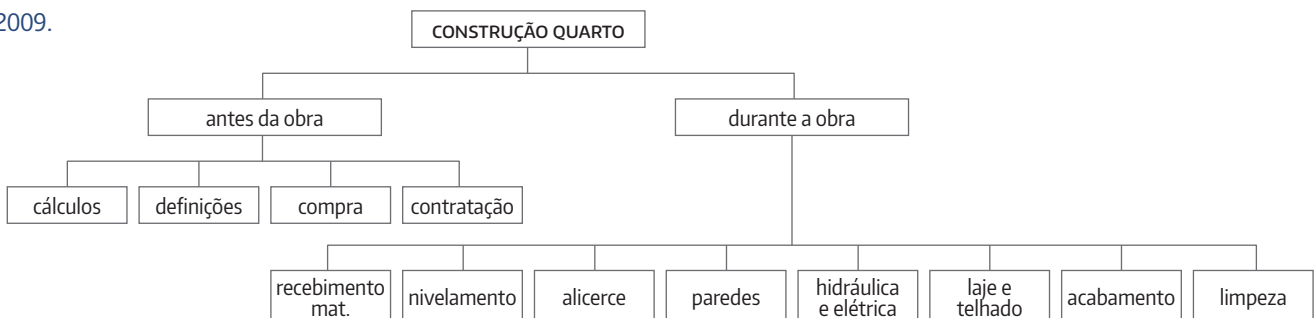 2009.
CONSTRUÇÃO QUARTO
antes da obra
durante a obra
cálculos
definições
compra
contratação
recebimento
mat.
nivelamento
alicerce
paredes
hidráulica
e elétrica
laje e
telhado
acabamento
limpeza